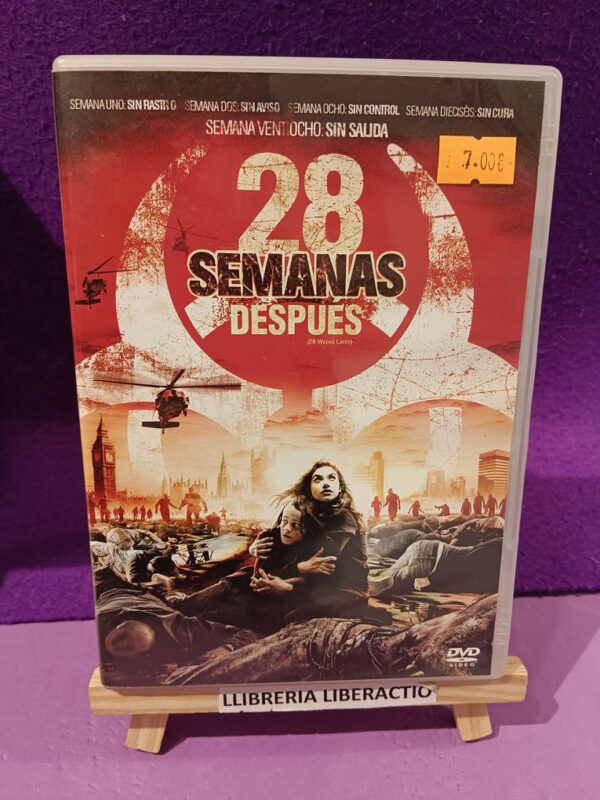 SEMANA UNO: SIN RASTRO SEMANA DOS: SIN AVISO SEMANA OCHO: SIN CONTROL SEMANA DIECISÉIS: SIN CURA
SEMANA VENTIOCHO: SIN SALIDA
7.00€
28
SEMANAS
DESPUÉS
(28 WEEKS LATER)
DVD
VIDEO
LLIBRERIA LIBERACTIO